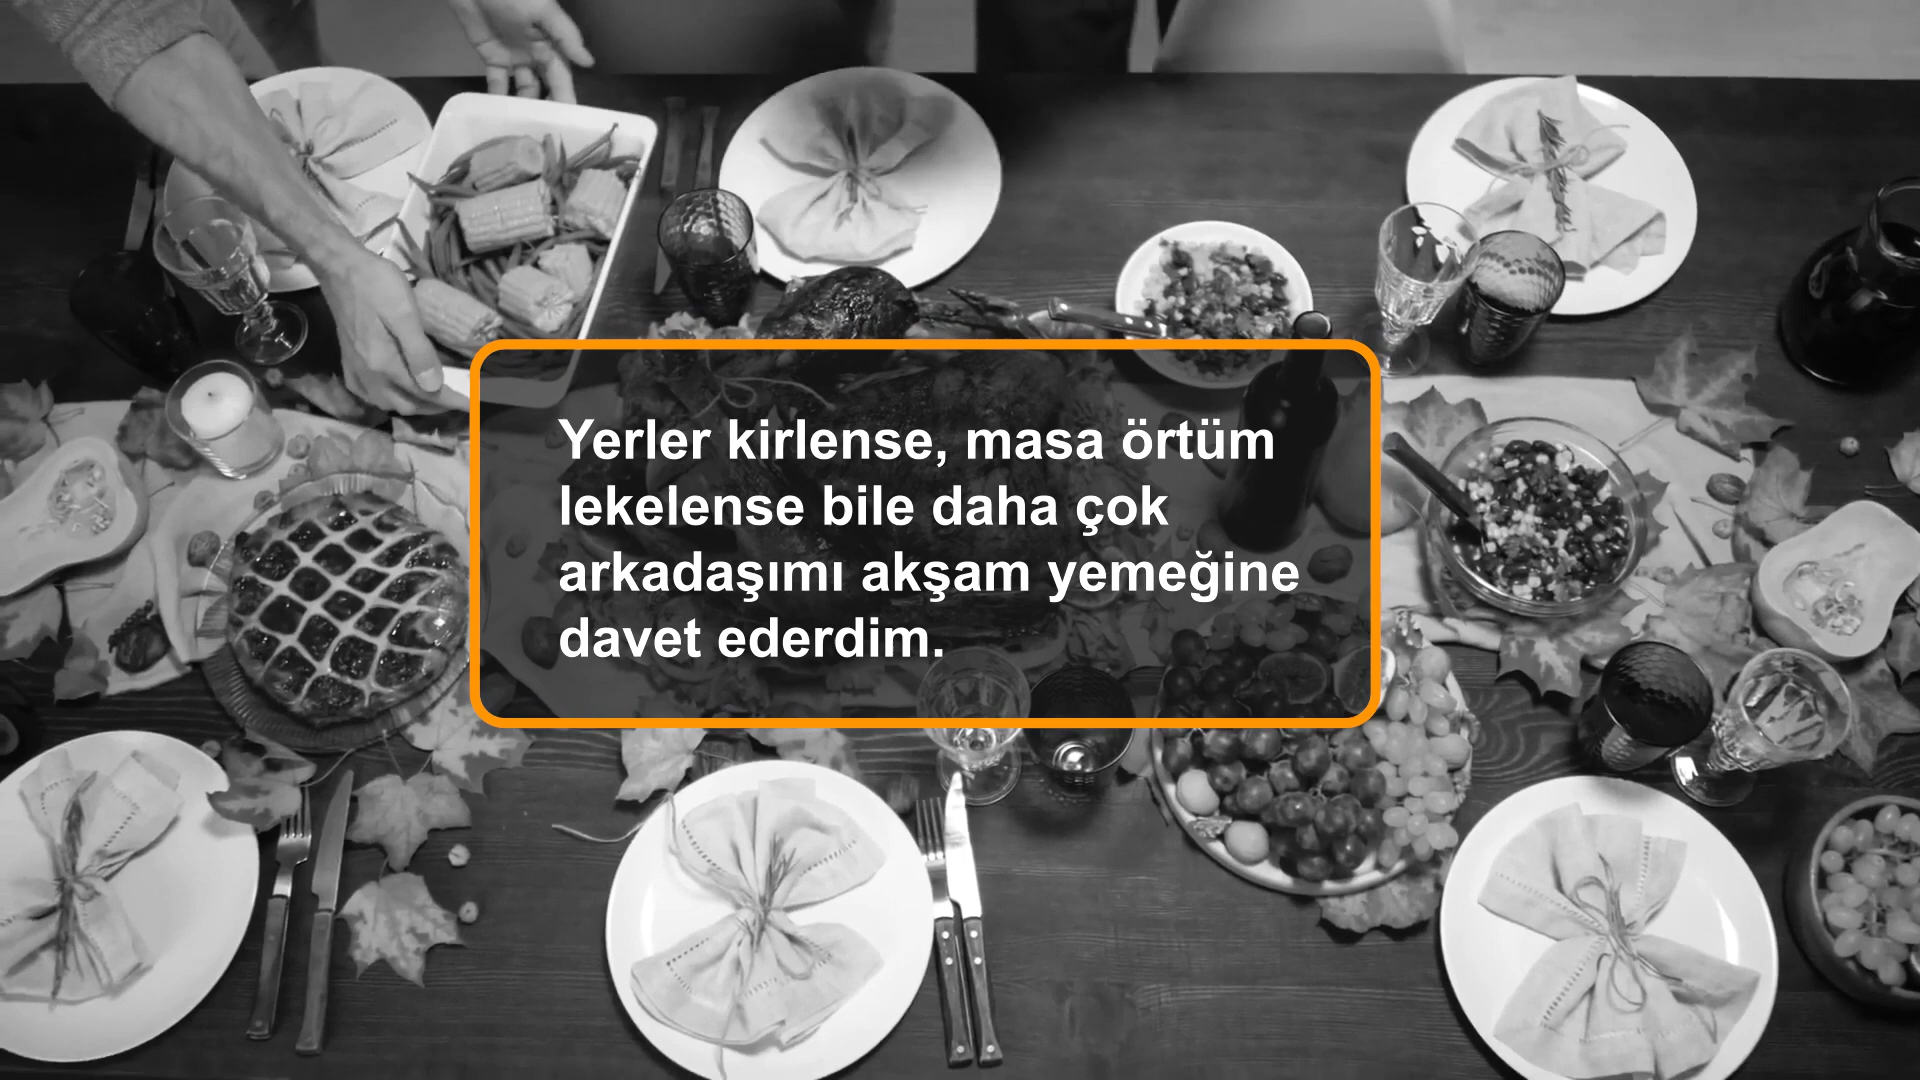 Yerler kirlense, masa örtüm
lekelense bile daha çok
arkadaşımı akşam yemeğine
davet ederdim.